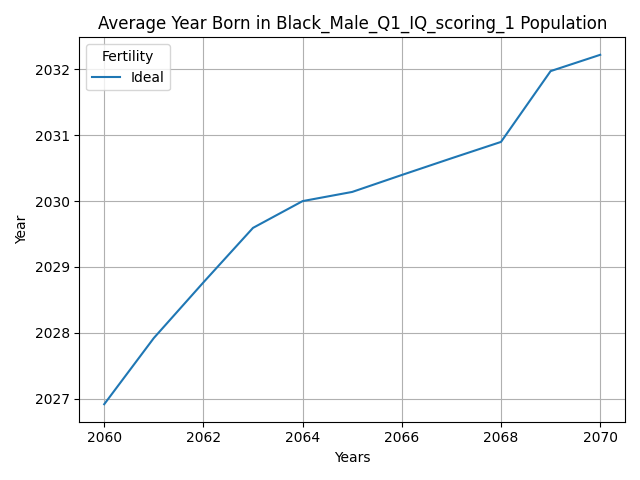 Average Year Born in Black_Male_Q1_IQ_scoring_1 Population
Fertility
Ideal
2032
2031
2030
2029
2028
2027
Year
2060
2062
2064
2066
2068
2070
Years